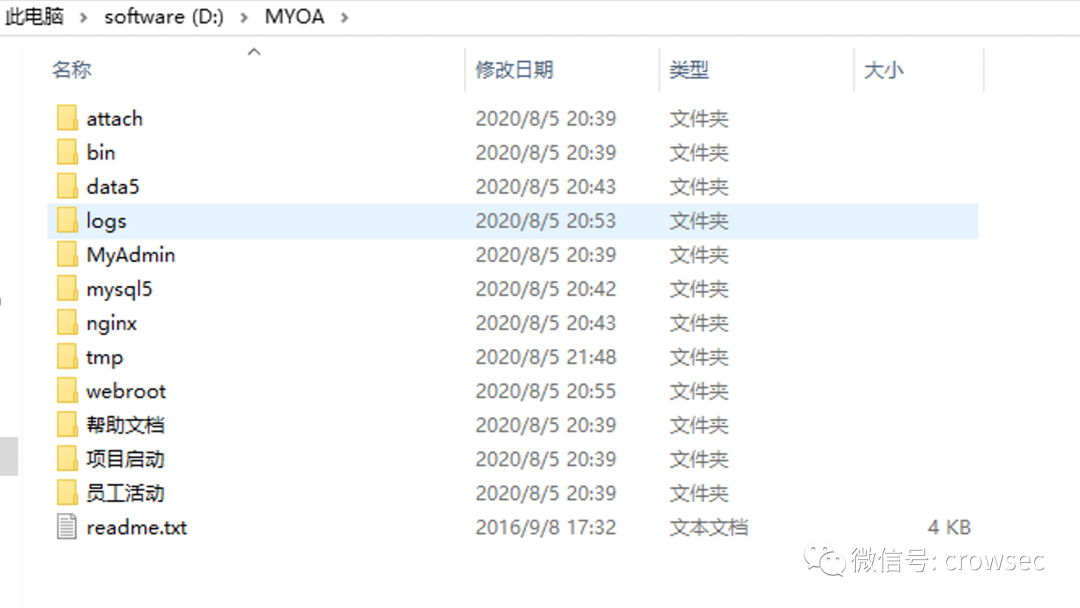 此电脑 > software (D:) > MYOA >
名称 修改日期 类型 大小
attach 2020/8/5 20:39 文件夹
bin 2020/8/5 20:39 文件夹
data5 2020/8/5 20:43 文件夹
logs 2020/8/5 20:53 文件夹
MyAdmin 2020/8/5 20:39 文件夹
mysql5 2020/8/5 20:42 文件夹
nginx 2020/8/5 20:43 文件夹
tmp 2020/8/5 21:48 文件夹
webroot 2020/8/5 20:55 文件夹
帮助文档 2020/8/5 20:39 文件夹
项目启动 2020/8/5 20:39 文件夹
员工活动 2020/8/5 20:39 文件夹
readme.txt 2016/9/8 17:32 文本文档 4 KB
微信号: crowsec